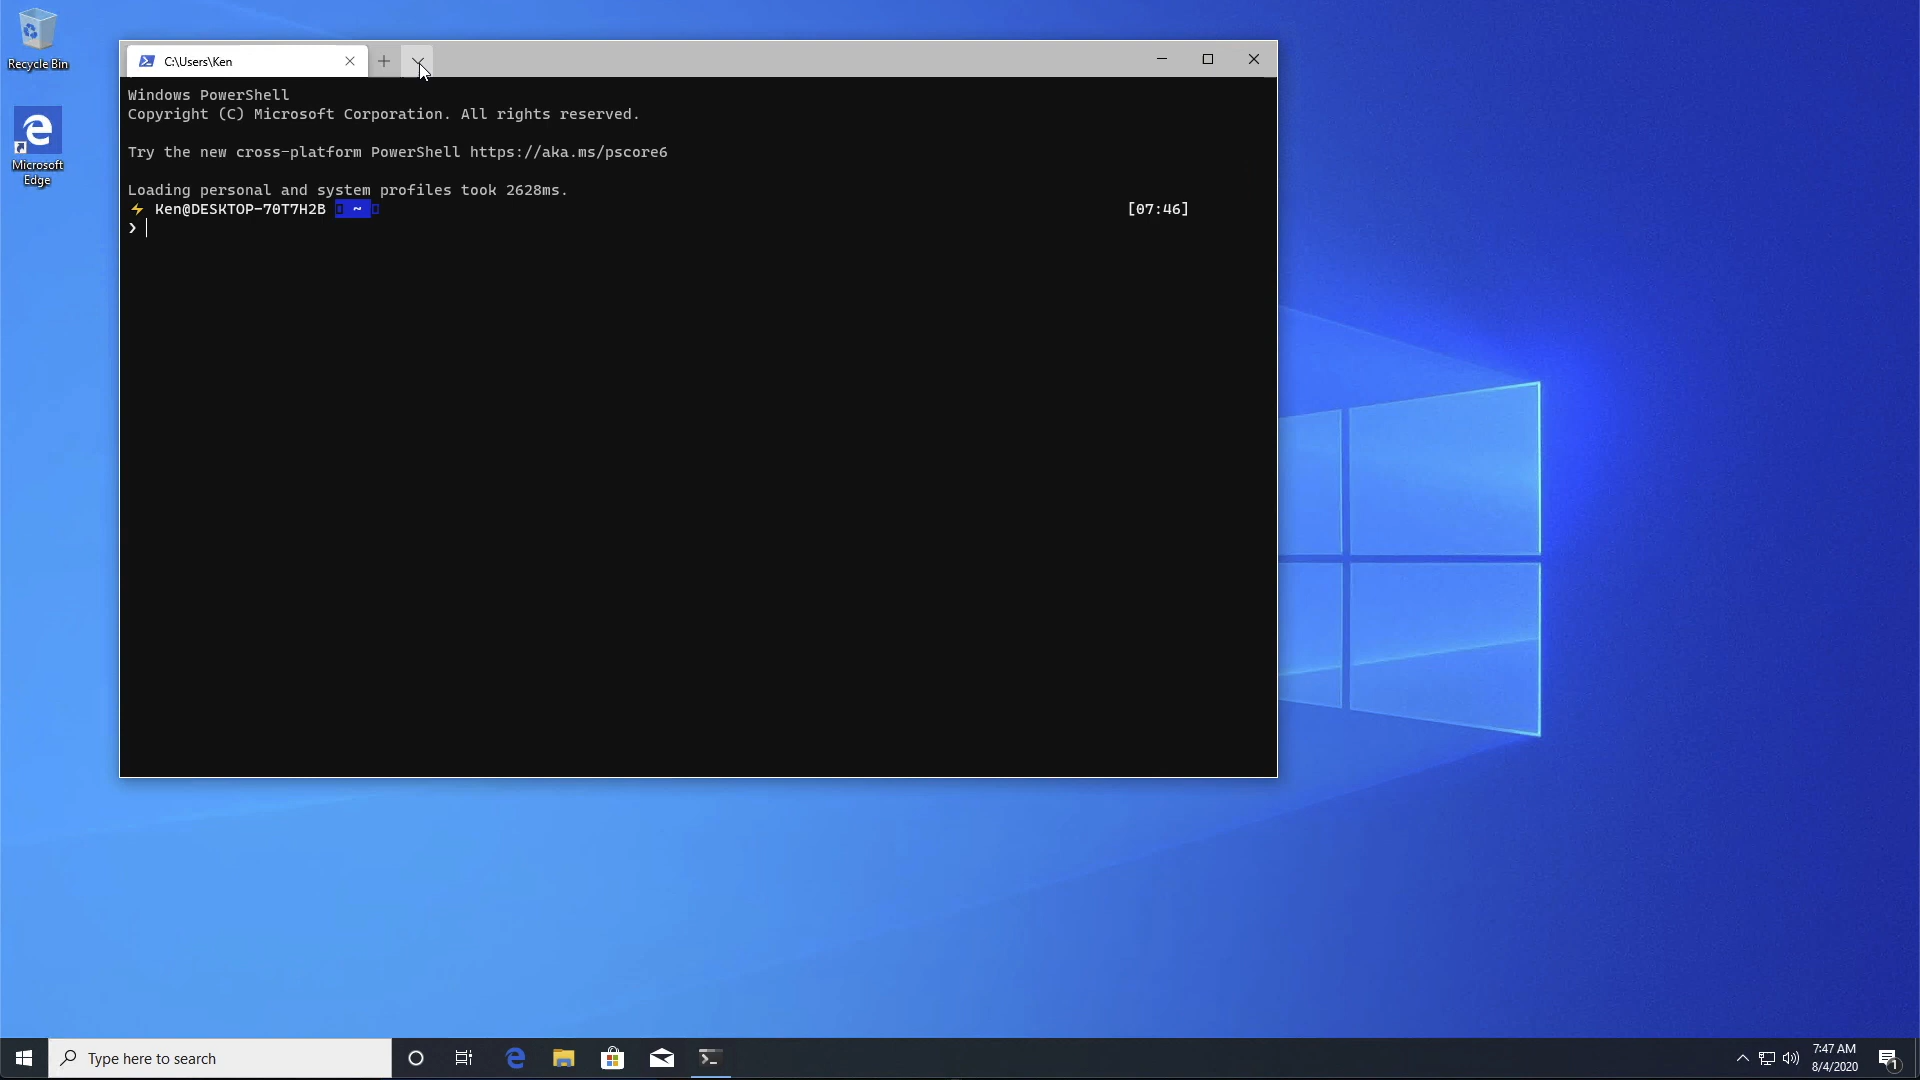 Recycle Bin
Microsoft
Edge
C:\Users\Ken
Windows PowerShell
Copyright (C) Microsoft Corporation. All rights reserved.
Try the new cross-platform PowerShell https://aka.ms/pscore6
Loading personal and system profiles took 2628ms.
⚡ Ken@DESKTOP-70T7H2B ~ [07:46]
❯
Type here to search
7:47 AM
8/4/2020
1